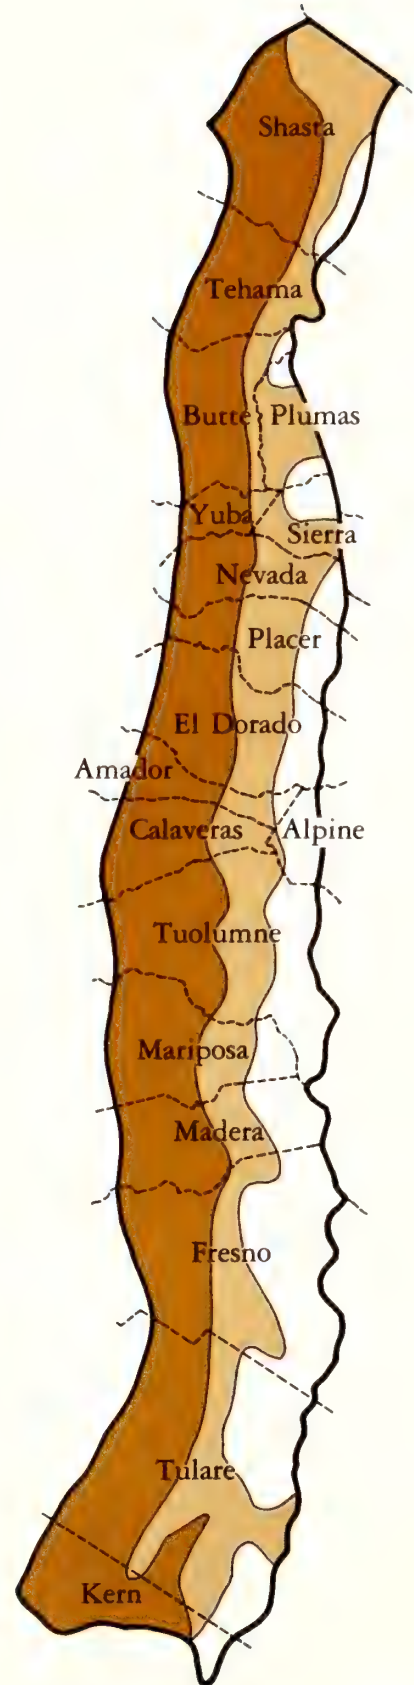 Shasta
Tehama
Butte
Plumas
Yuba
Sierra
Nevada
Placer
El Dorado
Amador
Calaveras
Alpine
Tuolumne
Mariposa
Madera
Fresno
Tulare
Kern